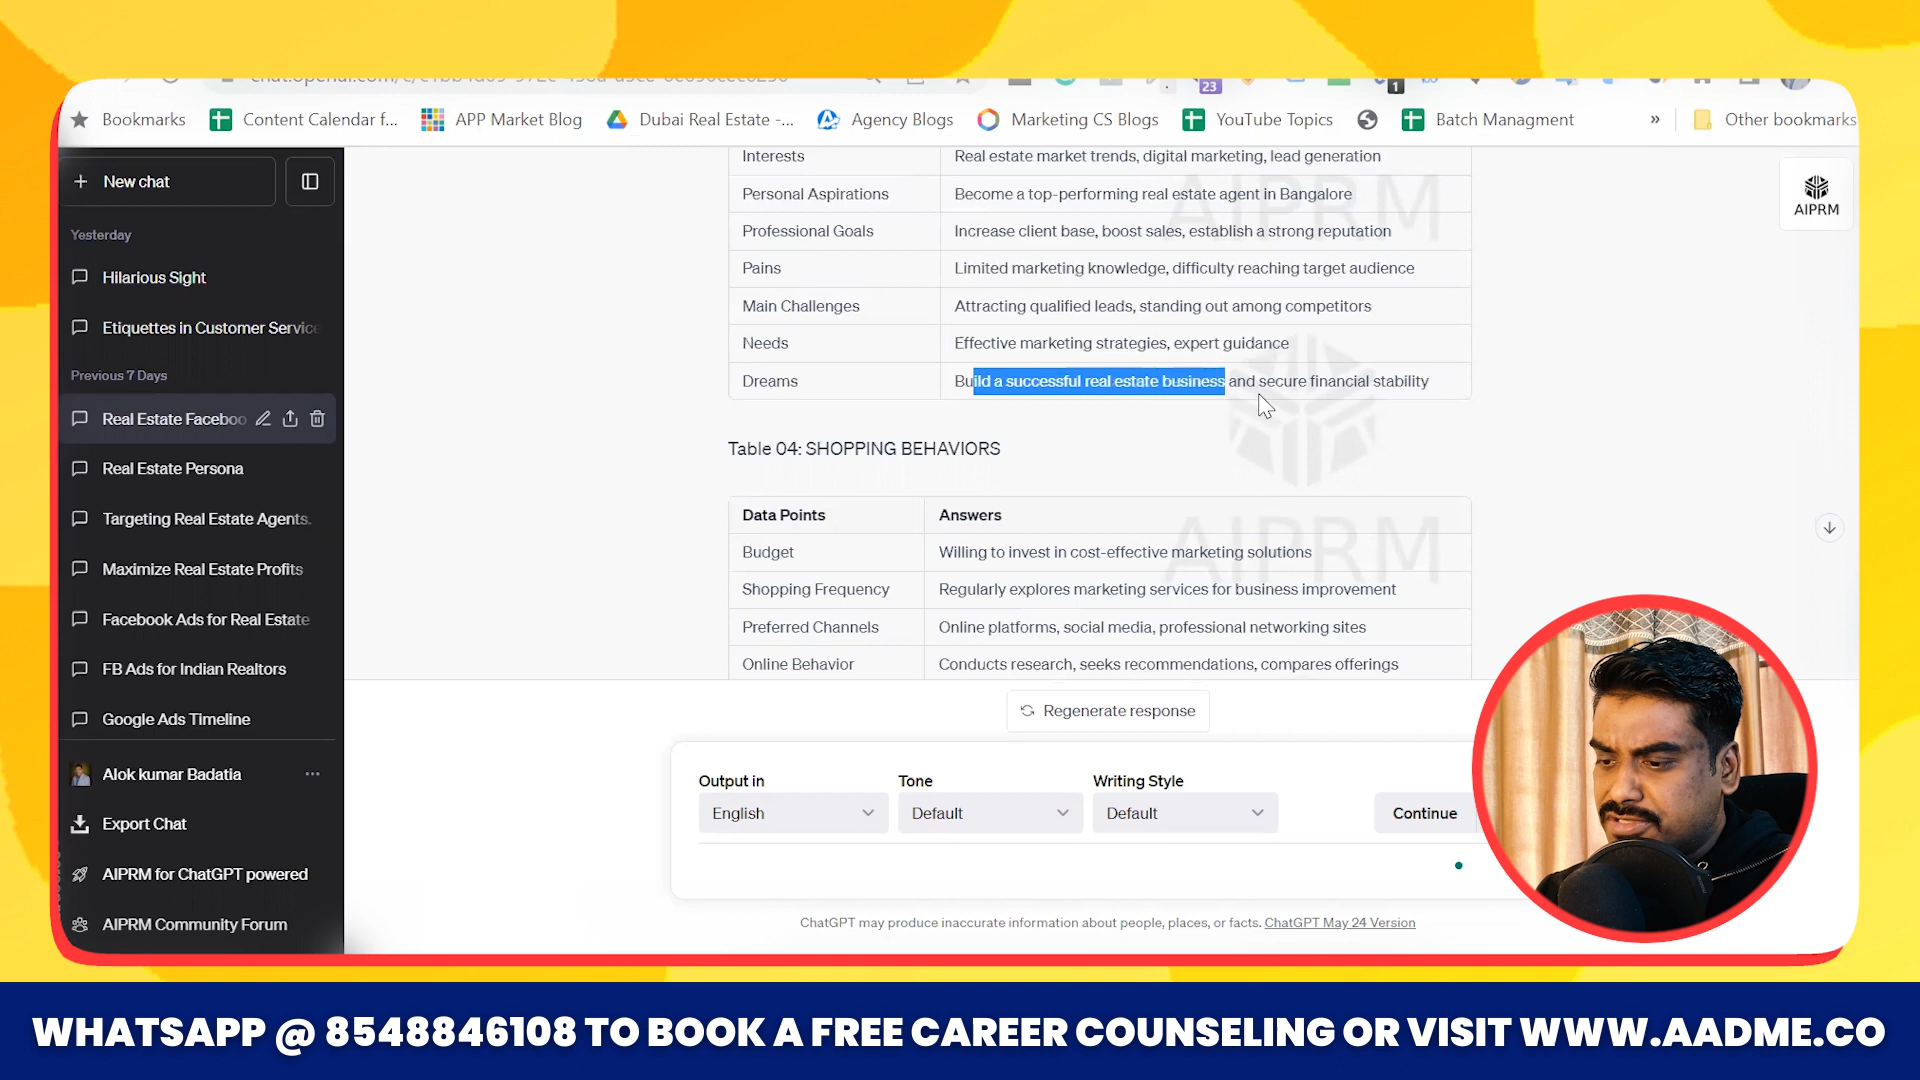 23
1
Bookmarks
Content Calendar f...
APP Market Blog
Dubai Real Estate -...
Agency Blogs
Marketing CS Blogs
YouTube Topics
Batch Managment
»
Other bookmarks
+ New chat
Yesterday
Hilarious Sight
Etiquettes in Customer Service
Previous 7 Days
Real Estate Faceboo
Real Estate Persona
Targeting Real Estate Agents.
Maximize Real Estate Profits
Facebook Ads for Real Estate
FB Ads for Indian Realtors
Google Ads Timeline
Alok kumar Badatia ...
Export Chat
AIPRM for ChatGPT powered
AIPRM Community Forum
Interests Real estate market trends, digital marketing, lead generation
Personal Aspirations Become a top-performing real estate agent in Bangalore
Professional Goals Increase client base, boost sales, establish a strong reputation
Pains Limited marketing knowledge, difficulty reaching target audience
Main Challenges Attracting qualified leads, standing out among competitors
Needs Effective marketing strategies, expert guidance
Dreams Build a successful real estate business and secure financial stability
Table 04: SHOPPING BEHAVIORS
Data Points Answers
Budget Willing to invest in cost-effective marketing solutions
Shopping Frequency Regularly explores marketing services for business improvement
Preferred Channels Online platforms, social media, professional networking sites
Online Behavior Conducts research, seeks recommendations, compares offerings
AIPRM
AIPRM
AIPRM
Regenerate response
Output in Tone Writing Style
English Default Default Continue
ChatGPT may produce inaccurate information about people, places, or facts. ChatGPT May 24 Version
WHATSAPP @ 8548846108 TO BOOK A FREE CAREER COUNSELING OR VISIT WWW.AADME.CO